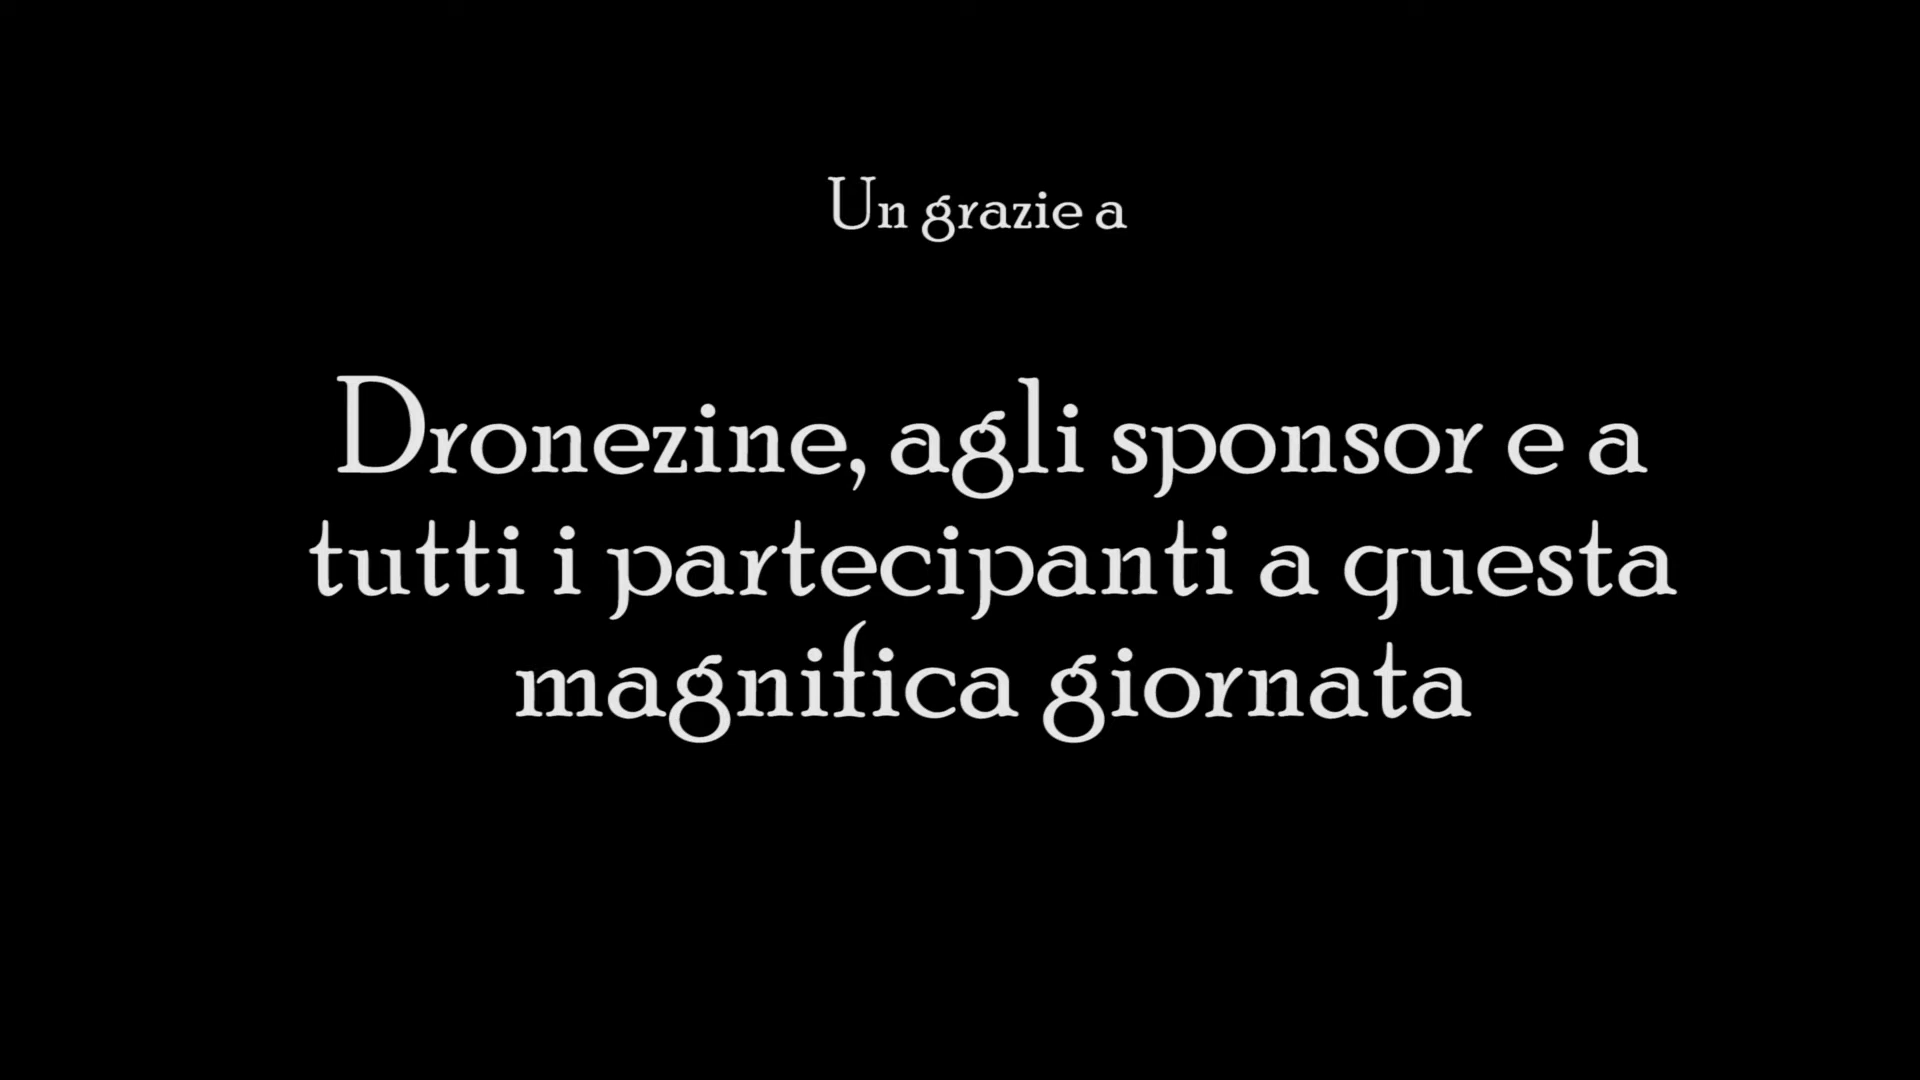 Un grazie a
Dronezine, agli sponsor e a
tutti i partecipanti a questa
magnifica giornata